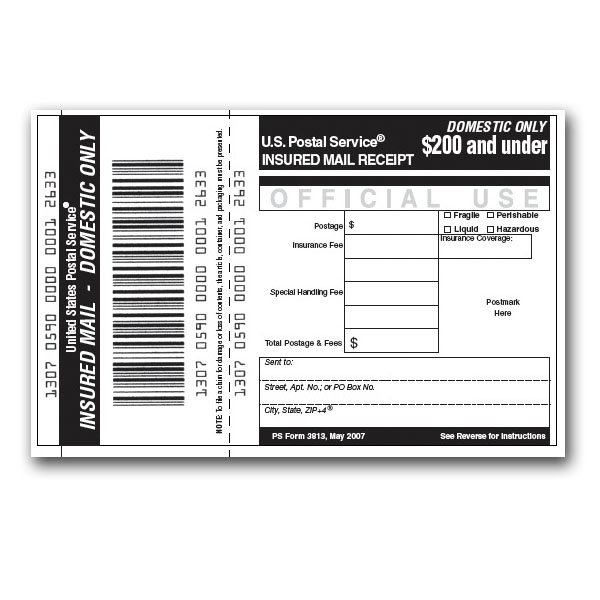 1307 0590 0000 0001 2633
United States Postal Service®
INSURED MAIL - DOMESTIC ONLY
1307 0590 0000 0001 2633
NOTE: To file a claim for damage or loss of contents, the article, container, and packaging must be presented.
1307 0590 0000 0001 2633
DOMESTIC ONLY
U.S. Postal Service®
$200 and under
INSURED MAIL RECEIPT
OFFICIAL USE
Postage $
Fragile Perishable
Liquid Hazardous
Insurance Fee
Insurance Coverage:
Special Handling Fee
Postmark
Here
Total Postage & Fees $
Sent to:
Street, Apt. No.; or PO Box No.
City, State, ZIP+4®
PS Form 3813, May 2007 See Reverse for Instructions